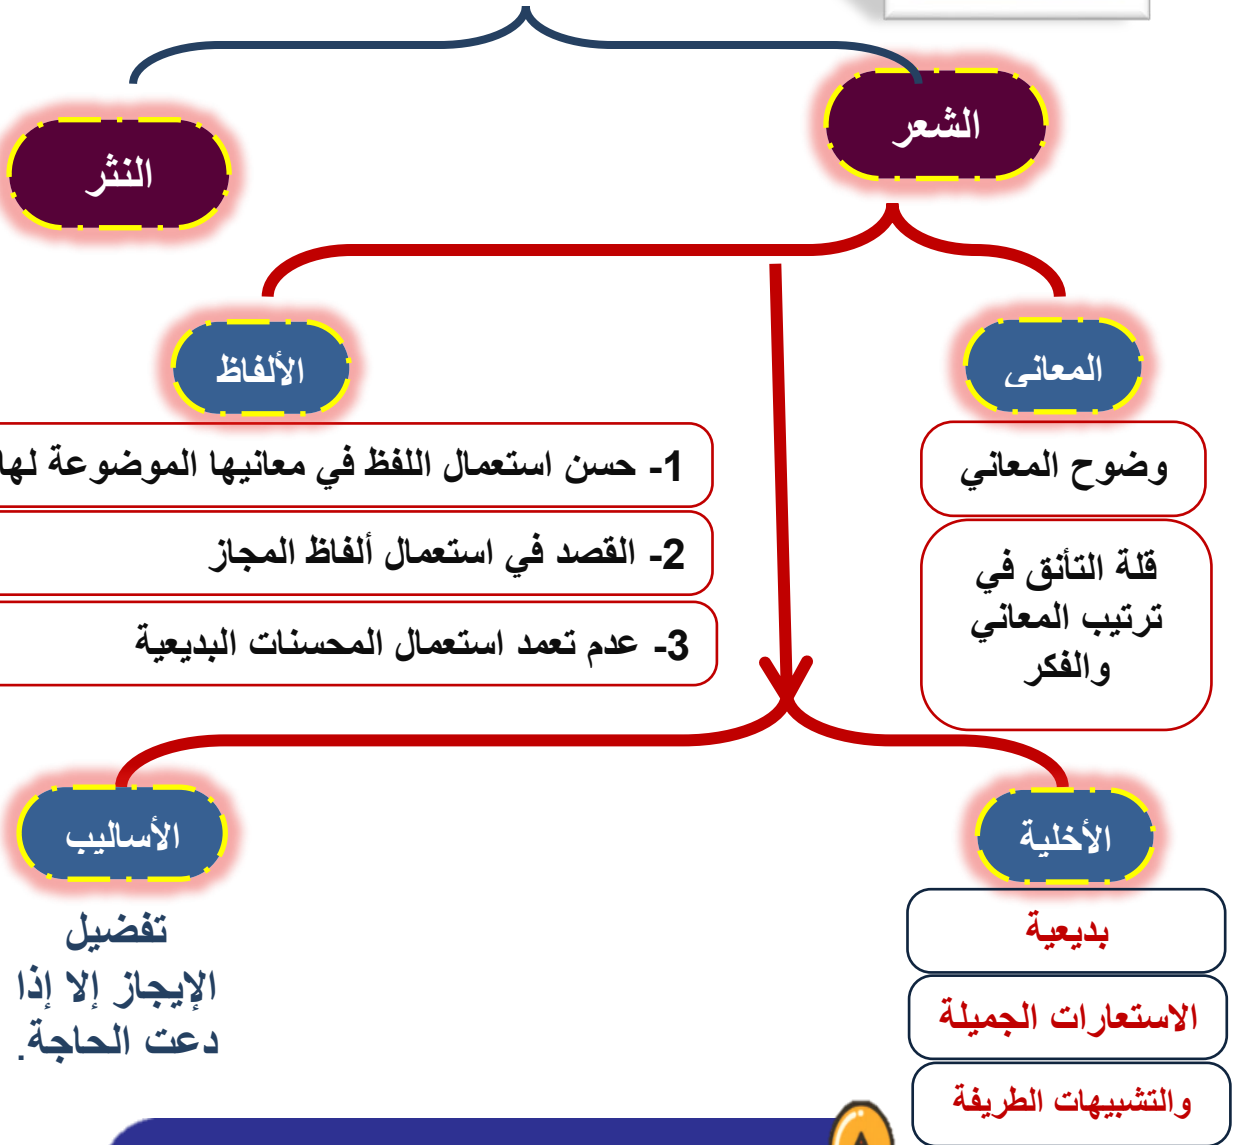 الشعر
النثر
المعاني
الألفاظ
وضوح المعاني
قلة التأنق في
ترتيب المعاني
والفكر
1- حسن استعمال اللفظ في معانيها الموضوعة لها
2- القصد في استعمال ألفاظ المجاز
3- عدم تعمد استعمال المحسنات البديعية
الأخلية
الأساليب
بديعية
الاستعارات الجميلة
والتشبيهات الطريفة
تفضيل
الإيجاز إلا إذا
دعت الحاجة.